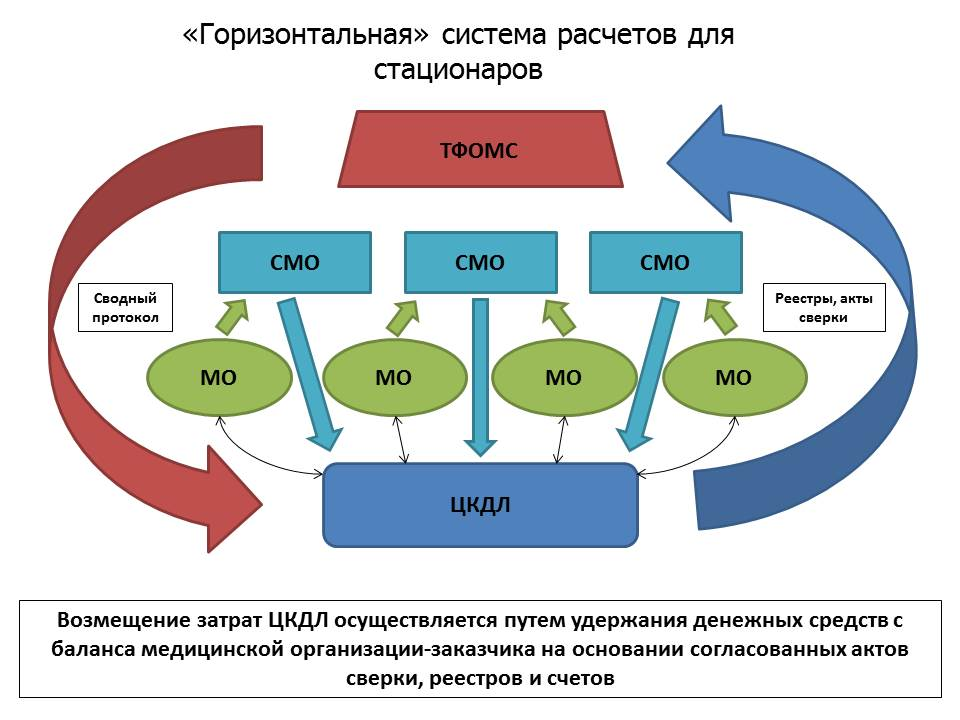 «Горизонтальная» система расчетов для
стационаров
ТФОМС
СМО
СМО
СМО
Сводный
протокол
Реестры, акты
сверки
МО
МО
МО
МО
ЦКДЛ
Возмещение затрат ЦКДЛ осуществляется путем удержания денежных средств с
баланса медицинской организации-заказчика на основании согласованных актов
сверки, реестров и счетов